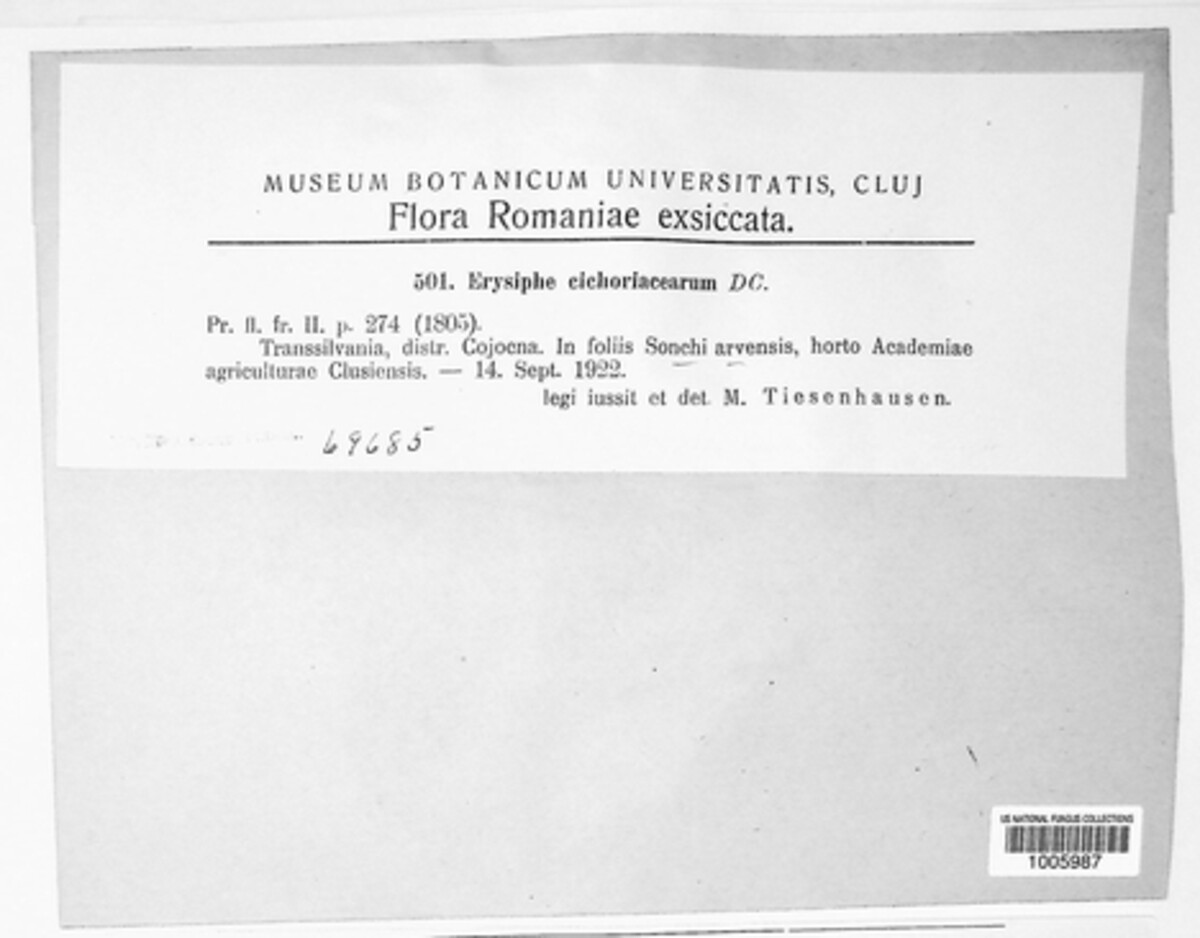 MUSEUM BOTANICUM UNIVERSITATIS, CLUJ
Flora Romaniae exsiccata.
501. Erysiphe cichoriacearum DC.
Pr. fl. fr. II. p. 274 (1805).
Transsilvania, distr. Cojocna. In foliis Sonchi arvensis, horto Academiae
agriculturae Clusiensis. — 14. Sept. 1922.
legi iussit et det. M. Tiesenhausen.
69685
US NATIONAL FUNGUS COLLECTIONS
1005987